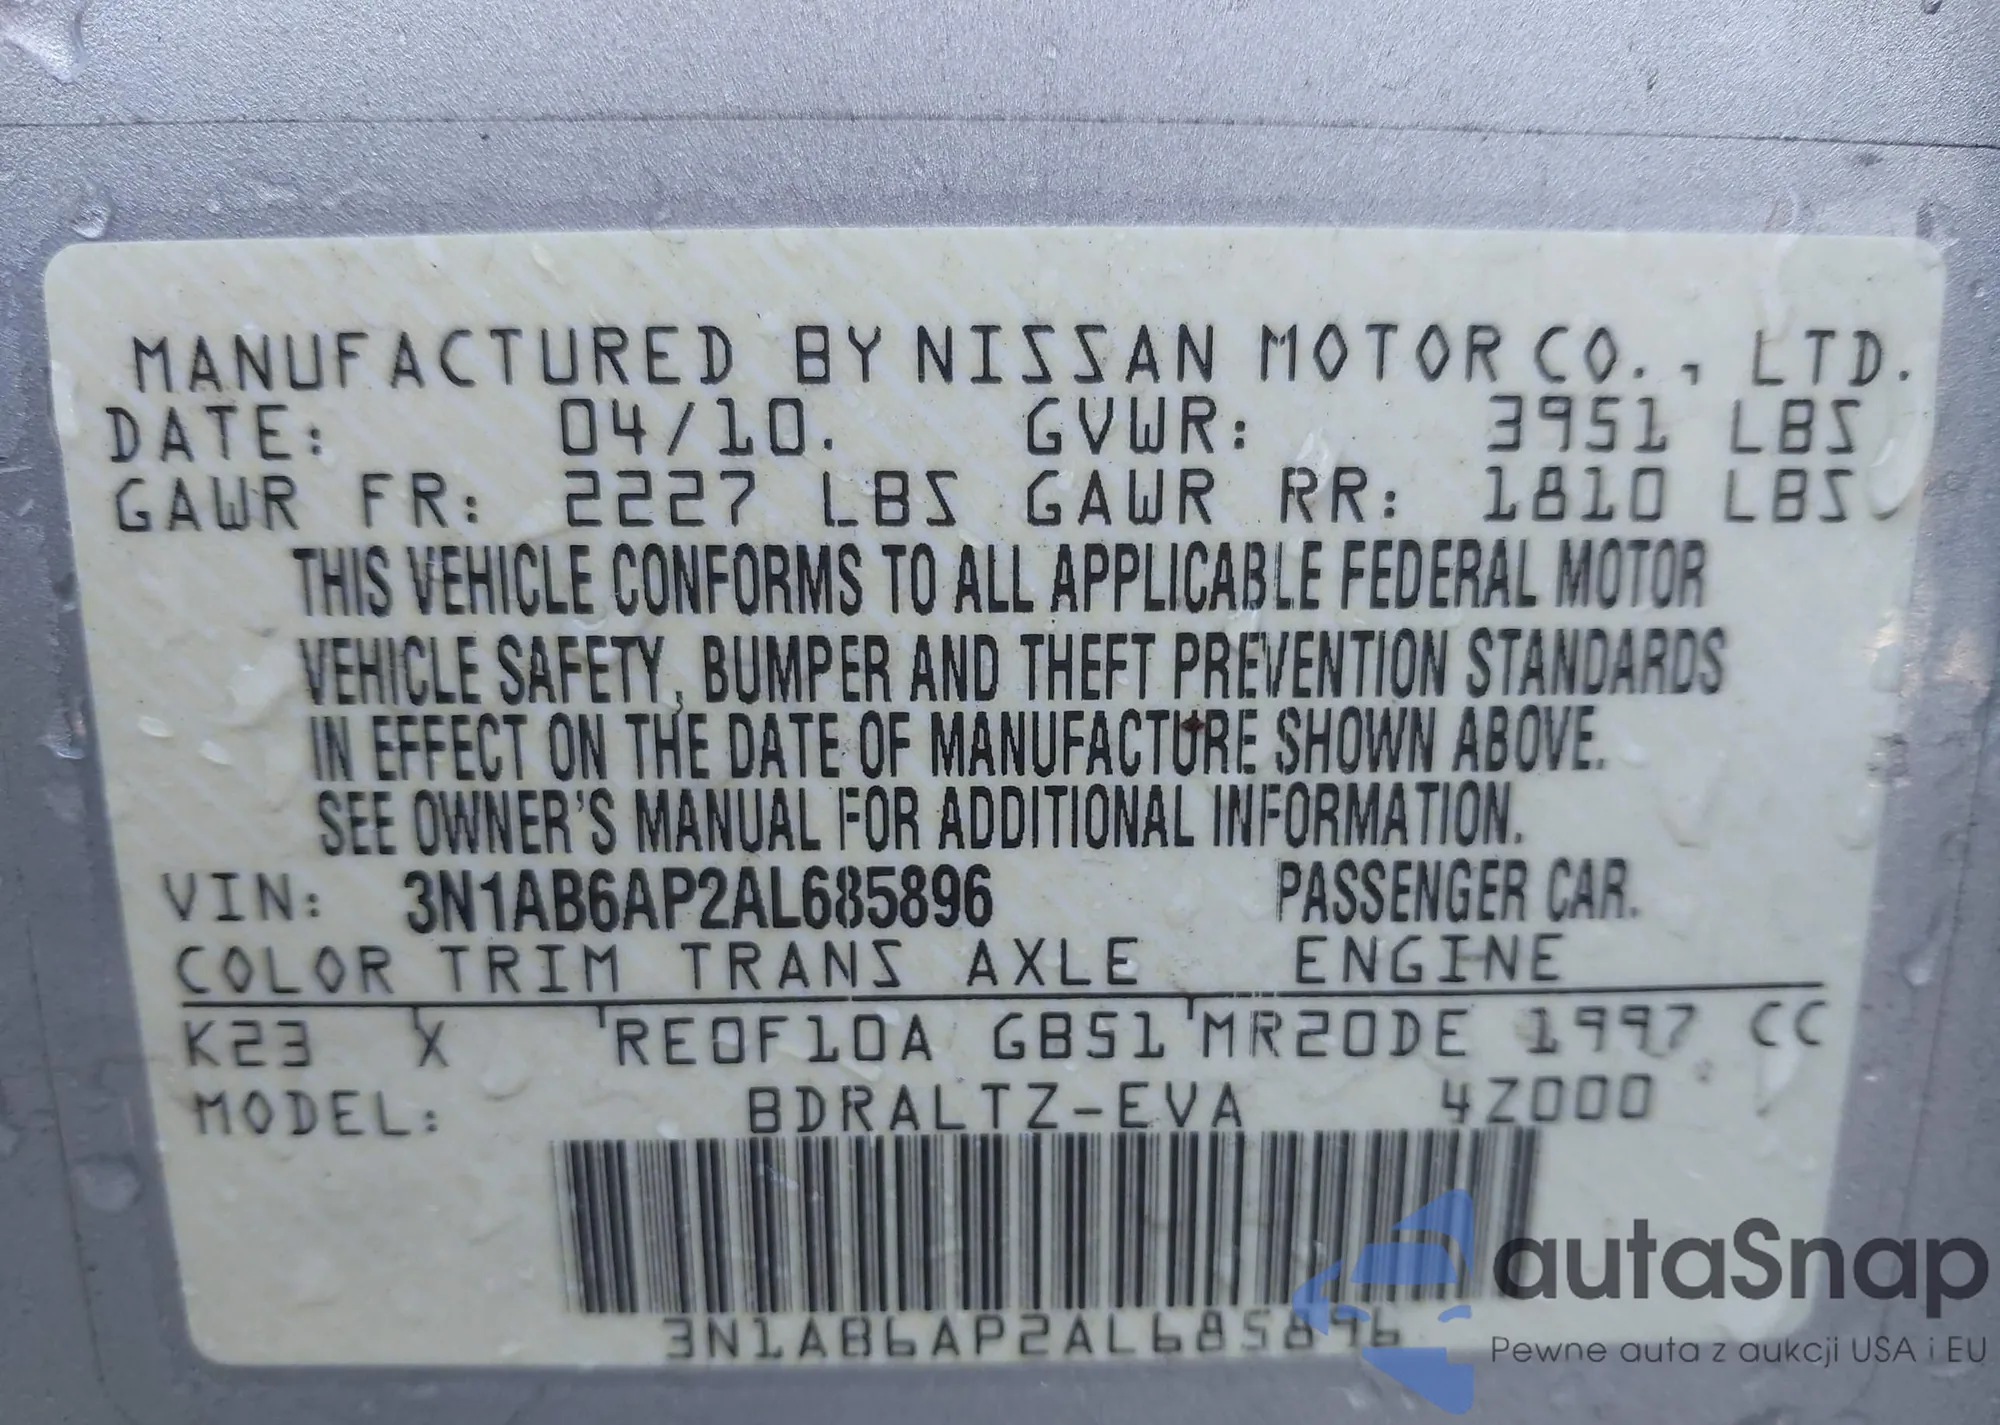 MANUFACTURED BY NISSAN MOTOR CO., LTD.
DATE: 04/10. GVWR: 3951 LBS
GAWR FR: 2227 LBS GAWR RR: 1810 LBS
THIS VEHICLE CONFORMS TO ALL APPLICABLE FEDERAL MOTOR
VEHICLE SAFETY, BUMPER AND THEFT PREVENTION STANDARDS
IN EFFECT ON THE DATE OF MANUFACTURE SHOWN ABOVE.
SEE OWNER'S MANUAL FOR ADDITIONAL INFORMATION.
VIN: 3N1AB6AP2AL685896 PASSENGER CAR.
COLOR TRIM TRANS AXLE ENGINE
K23 X RE0F10A GB51 MR20DE 1997 CC
MODEL: BDRALTZ-EVA 4Z000
3N1AB6AP2AL685896
autaSnap
Pewne auta z aukcji USA i EU